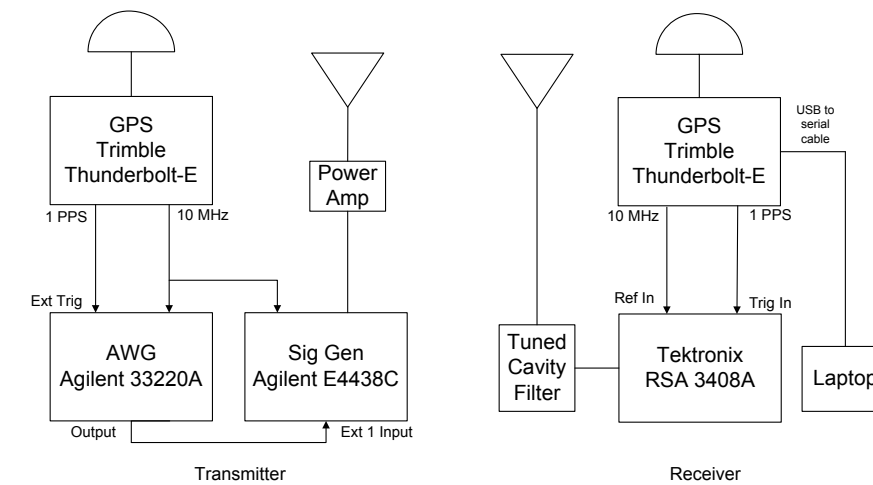 GPS
Trimble
Thunderbolt-E
1 PPS
10 MHz
Power
Amp
Ext Trig
AWG
Agilent 33220A
Sig Gen
Agilent E4438C
Output
Ext 1 Input
Transmitter
GPS
Trimble
Thunderbolt-E
USB to
serial
cable
10 MHz
1 PPS
Ref In
Trig In
Tuned
Cavity
Filter
Tektronix
RSA 3408A
Laptop
Receiver